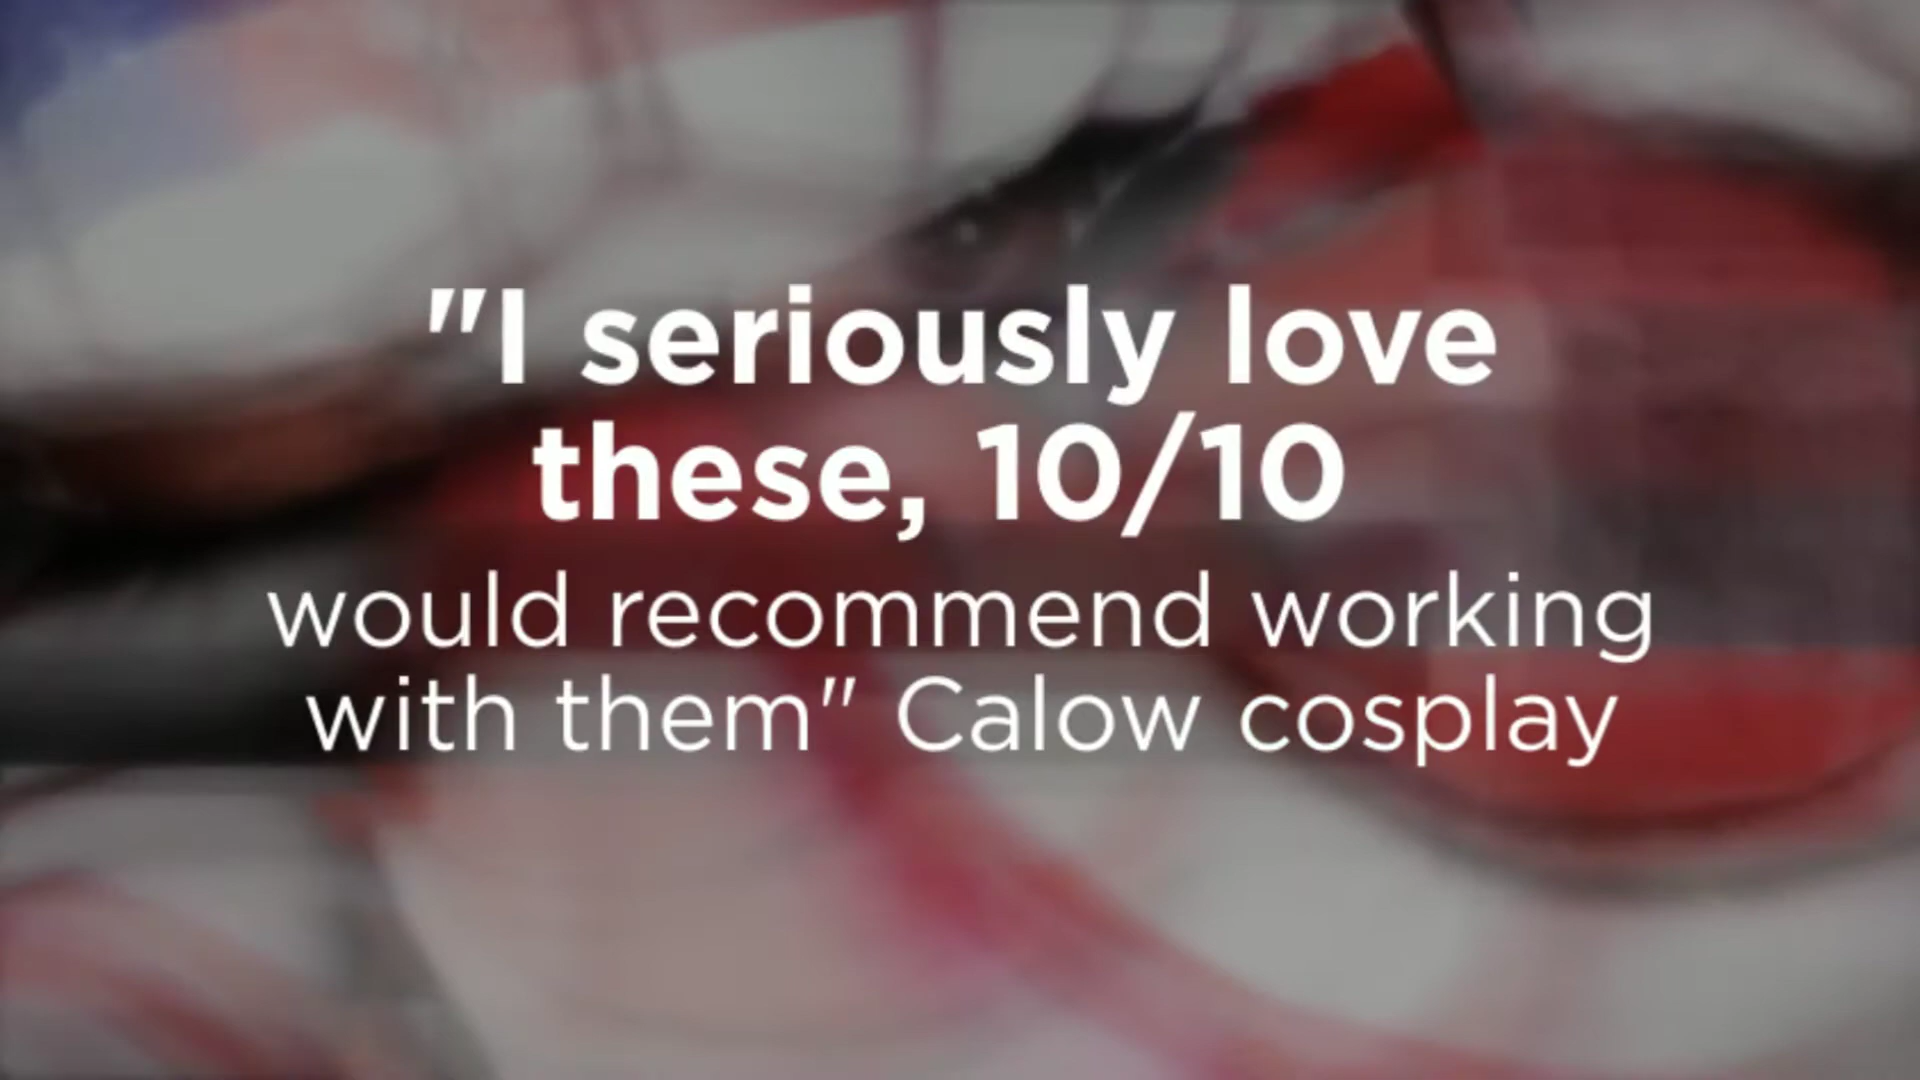 "I seriously love
these, 10/10
would recommend working
with them" Calow cosplay